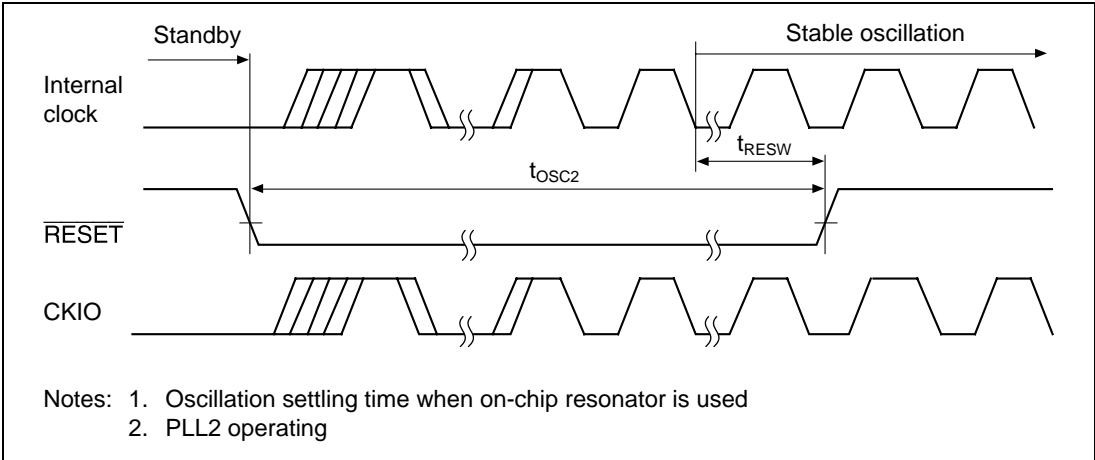 Standby
Stable oscillation
Internal
clock
tRESW
tOSC2
RESET
CKIO
Notes: 1. Oscillation settling time when on-chip resonator is used
2. PLL2 operating